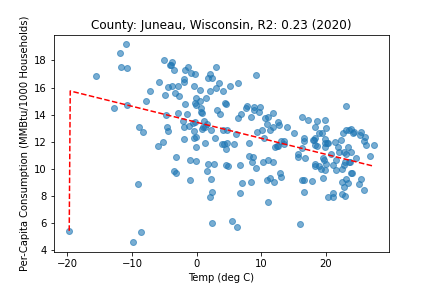 County: Juneau, Wisconsin, R2: 0.23 (2020)
Per-Capita Consumption (MMBtu/1000 Households)
18
16
14
12
10
8
6
4
−20 −10 0 10 20
Temp (deg C)